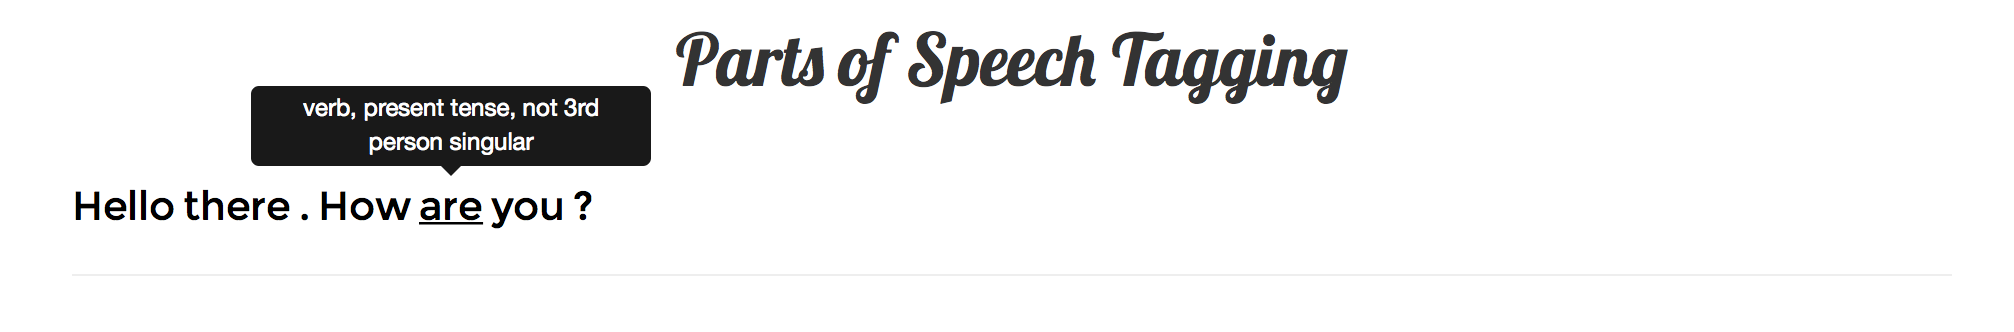 Parts of Speech Tagging
verb, present tense, not 3rd
person singular
Hello there . How are you ?